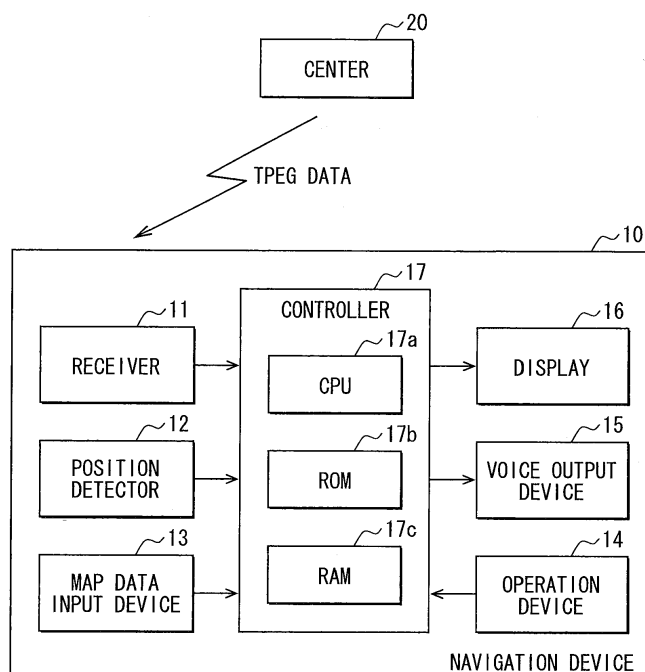 20
CENTER
TPEG DATA
10
17
CONTROLLER
11
RECEIVER
17a
CPU
16
DISPLAY
12
POSITION
DETECTOR
17b
ROM
15
VOICE OUTPUT
DEVICE
13
MAP DATA
INPUT DEVICE
17c
RAM
14
OPERATION
DEVICE
NAVIGATION DEVICE